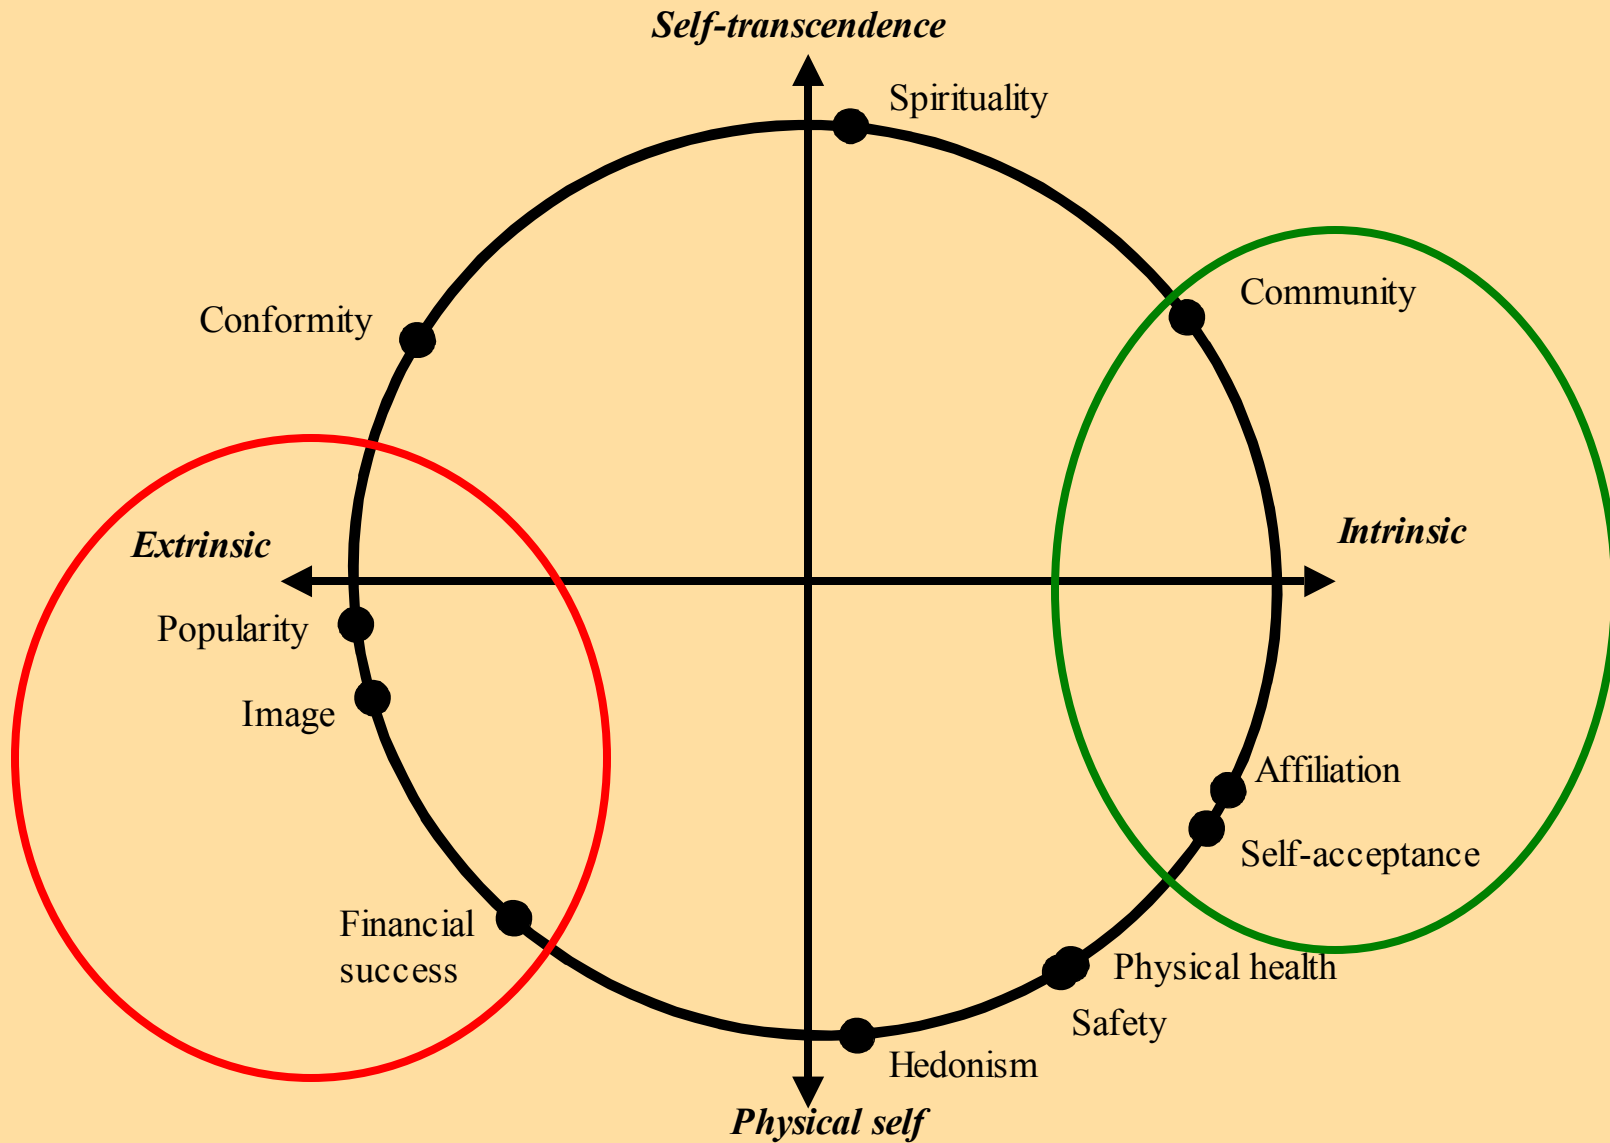 Self-transcendence
Spirituality
Community
Conformity
Intrinsic
Extrinsic
Popularity
Image
Affiliation
Self-acceptance
Financial
success
Physical health
Safety
Hedonism
Physical self